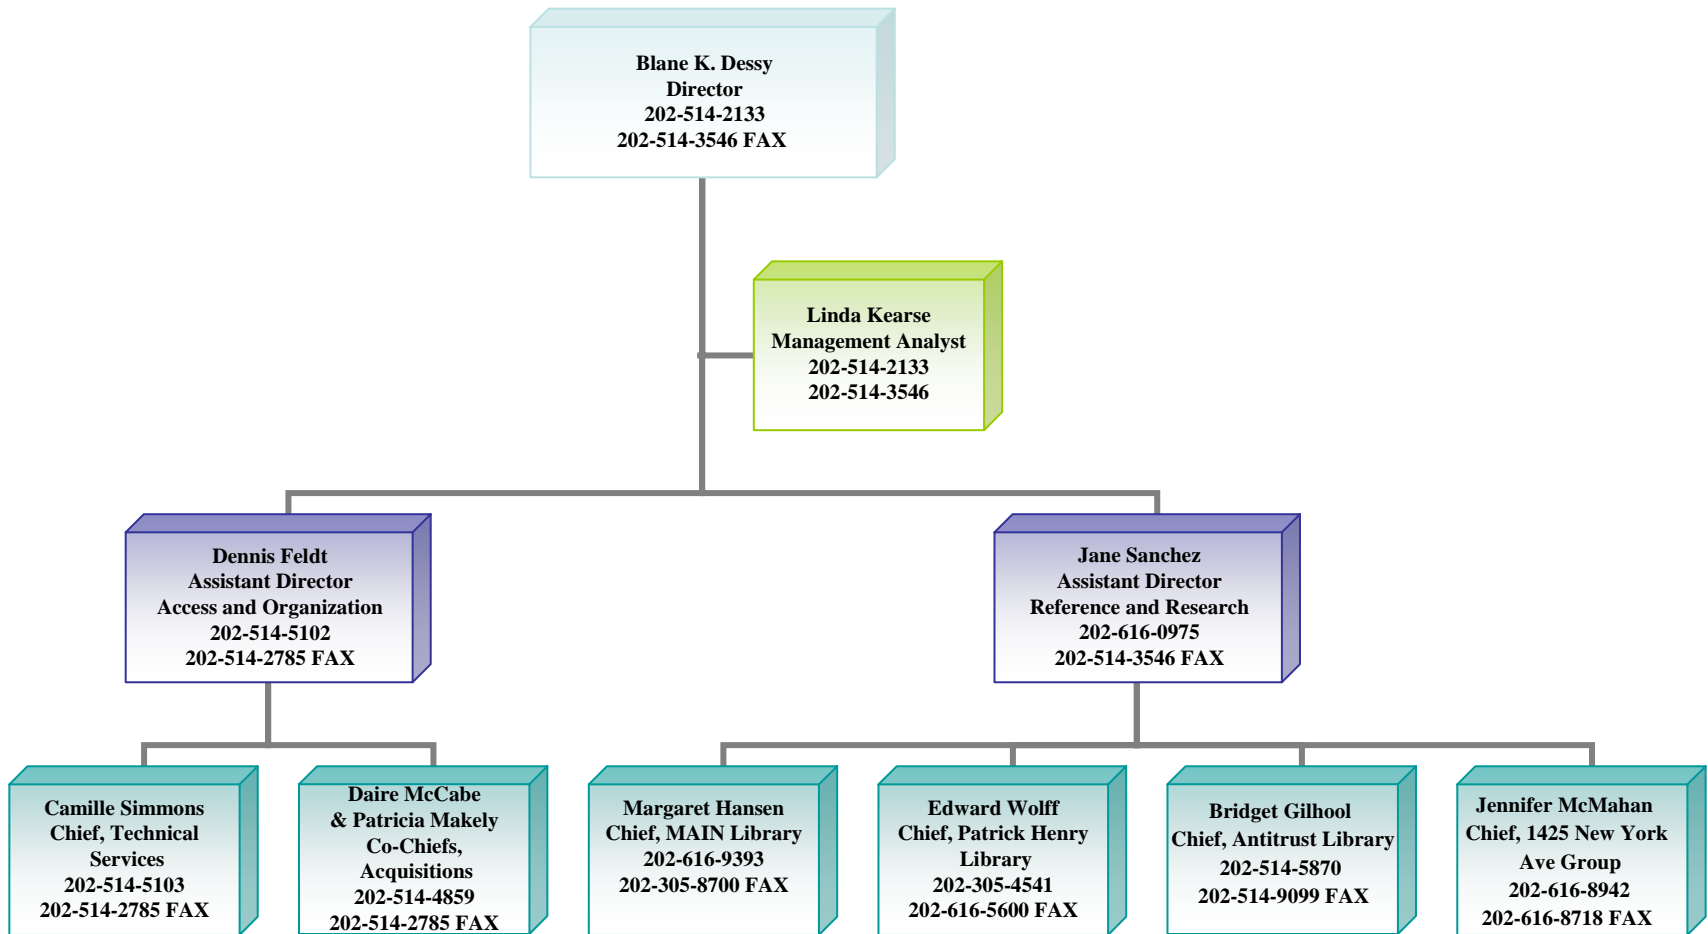 Blane K. Dessy
Director
202-514-2133
202-514-3546 FAX
Linda Kearse
Management Analyst
202-514-2133
202-514-3546
Dennis Feldt
Assistant Director
Access and Organization
202-514-5102
202-514-2785 FAX
Jane Sanchez
Assistant Director
Reference and Research
202-616-0975
202-514-3546 FAX
Camille Simmons
Chief, Technical
Services
202-514-5103
202-514-2785 FAX
Daire McCabe
& Patricia Makely
Co-Chiefs,
Acquisitions
202-514-4859
202-514-2785 FAX
Margaret Hansen
Chief, MAIN Library
202-616-9393
202-305-8700 FAX
Edward Wolff
Chief, Patrick Henry
Library
202-305-4541
202-616-5600 FAX
Bridget Gilhool
Chief, Antitrust Library
202-514-5870
202-514-9099 FAX
Jennifer McMahan
Chief, 1425 New York
Ave Group
202-616-8942
202-616-8718 FAX